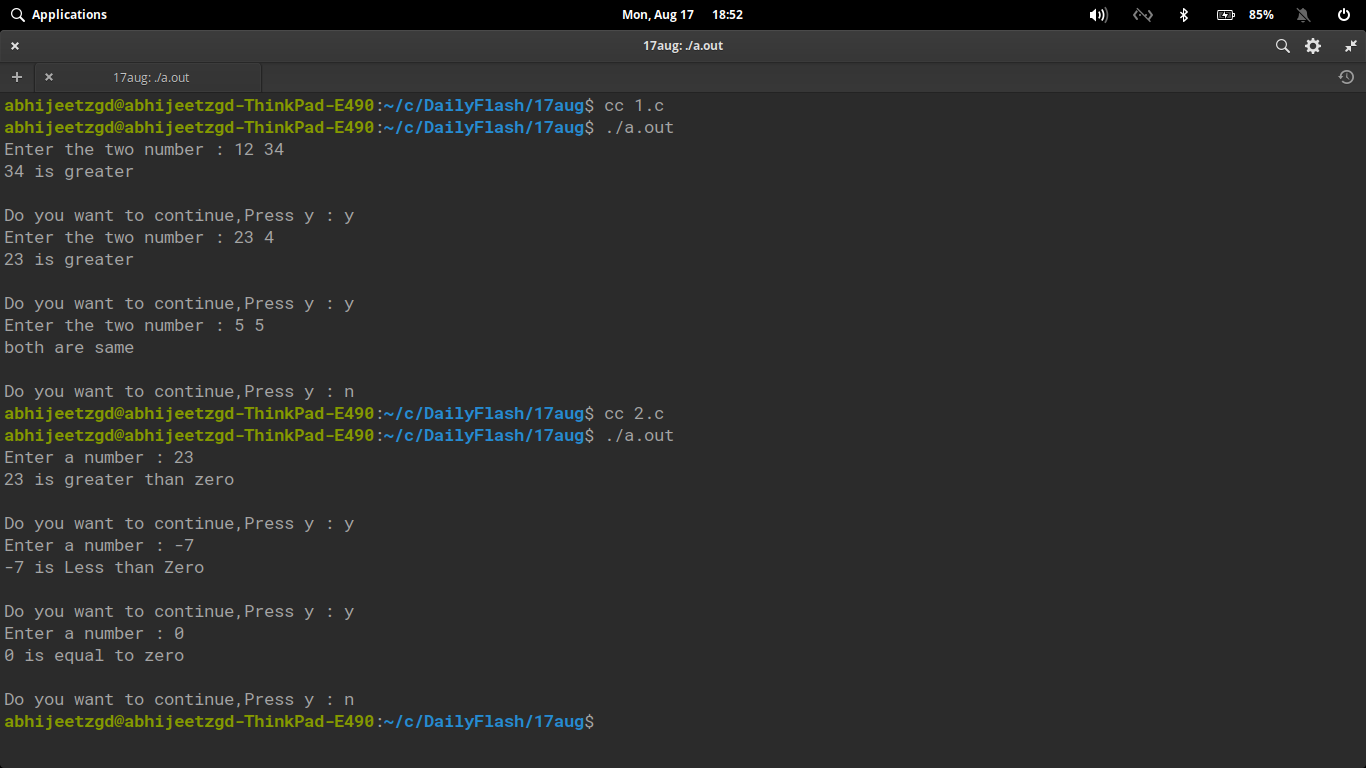 Applications
Mon, Aug 17 18:52
85%
17aug: ./a.out
17aug: ./a.out
abhijeetzgd@abhijeetzgd-ThinkPad-E490:~/c/DailyFlash/17aug$ cc 1.c
abhijeetzgd@abhijeetzgd-ThinkPad-E490:~/c/DailyFlash/17aug$ ./a.out
Enter the two number : 12 34
34 is greater
Do you want to continue,Press y : y
Enter the two number : 23 4
23 is greater
Do you want to continue,Press y : y
Enter the two number : 5 5
both are same
Do you want to continue,Press y : n
abhijeetzgd@abhijeetzgd-ThinkPad-E490:~/c/DailyFlash/17aug$ cc 2.c
abhijeetzgd@abhijeetzgd-ThinkPad-E490:~/c/DailyFlash/17aug$ ./a.out
Enter a number : 23
23 is greater than zero
Do you want to continue,Press y : y
Enter a number : -7
-7 is Less than Zero
Do you want to continue,Press y : y
Enter a number : 0
0 is equal to zero
Do you want to continue,Press y : n
abhijeetzgd@abhijeetzgd-ThinkPad-E490:~/c/DailyFlash/17aug$